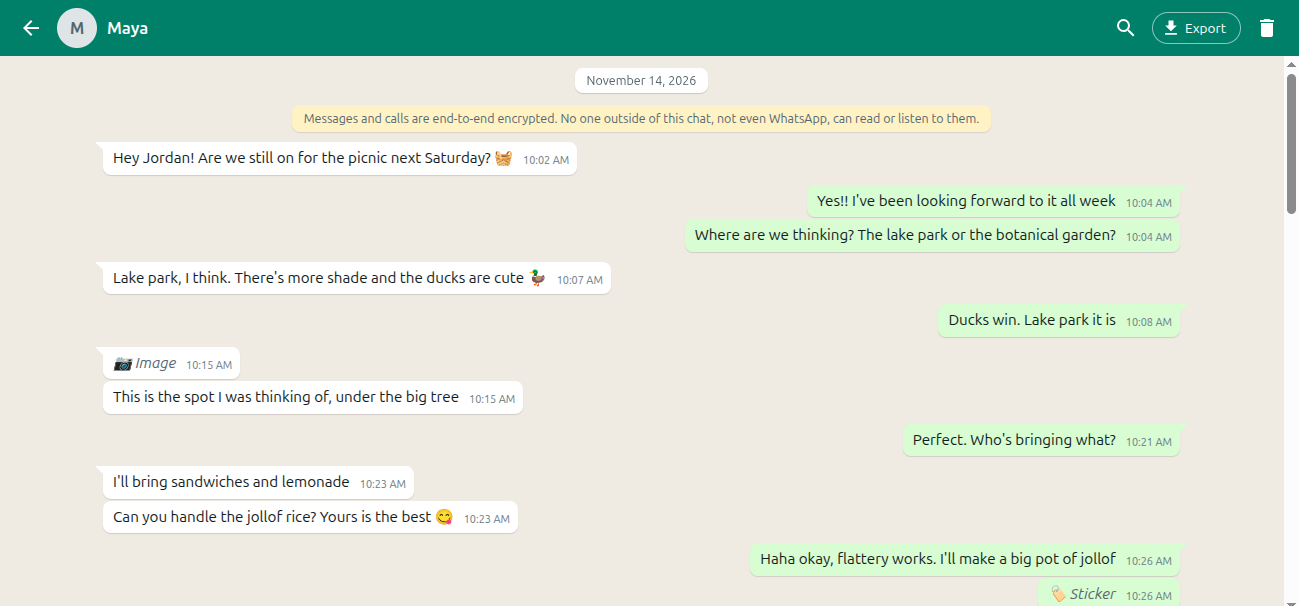 M Maya Export
November 14, 2026
Messages and calls are end-to-end encrypted. No one outside of this chat, not even WhatsApp, can read or listen to them.
Hey Jordan! Are we still on for the picnic next Saturday? 🧺 10:02 AM
Yes!! I've been looking forward to it all week 10:04 AM
Where are we thinking? The lake park or the botanical garden? 10:04 AM
Lake park, I think. There's more shade and the ducks are cute 🦆 10:07 AM
Ducks win. Lake park it is 10:08 AM
📷 Image 10:15 AM
This is the spot I was thinking of, under the big tree 10:15 AM
Perfect. Who's bringing what? 10:21 AM
I'll bring sandwiches and lemonade 10:23 AM
Can you handle the jollof rice? Yours is the best 😋 10:23 AM
Haha okay, flattery works. I'll make a big pot of jollof 10:26 AM
🏷️ Sticker 10:26 AM